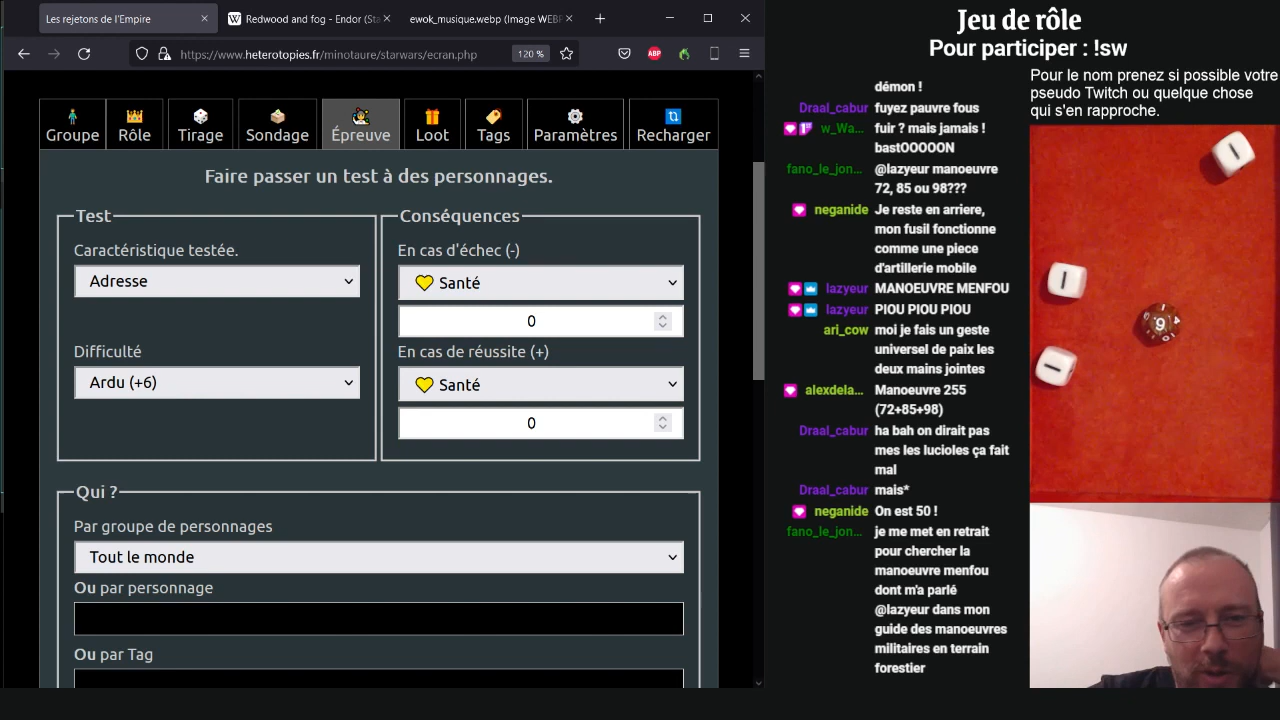 Les rejetons de l'Empire
Redwood and fog - Endor (Sta
ewok_musique.webp (Image WEBP
https://www.heterotopies.fr/minotaure/starwars/ecran.php
120 %
ABP
Groupe
Rôle
Tirage
Sondage
Épreuve
Loot
Tags
Paramètres
Recharger
Faire passer un test à des personnages.
Test
Caractéristique testée.
Adresse
Difficulté
Ardu (+6)
Conséquences
En cas d'échec (-)
Santé
0
En cas de réussite (+)
Santé
0
Qui ?
Par groupe de personnages
Tout le monde
Ou par personnage
Ou par Tag
démon !
Draal_cabur fuyez pauvre fous
w_Wa... fuir ? mais jamais !
bastOOOOON
fano_le_jon... @lazyeur manoeuvre
72, 85 ou 98???
neganide Je reste en arriere,
mon fusil fonctionne
comme une piece
d'artillerie mobile
lazyeur MANOEUVRE MENFOU
lazyeur PIOU PIOU PIOU
ari_cow moi je fais un geste
universel de paix les
deux mains jointes
alexdela... Manoeuvre 255
(72+85+98)
Draal_cabur ha bah on dirait pas
mes les lucioles ça fait
mal
Draal_cabur mais*
neganide On est 50 !
fano_le_jon... je me met en retrait
pour chercher la
manoeuvre menfou
dont m'a parlé
@lazyeur dans mon
guide des manoeuvres
militaires en terrain
forestier
Jeu de rôle
Pour participer : !sw
Pour le nom prenez si possible votre
pseudo Twitch ou quelque chose
qui s'en rapproche.
9